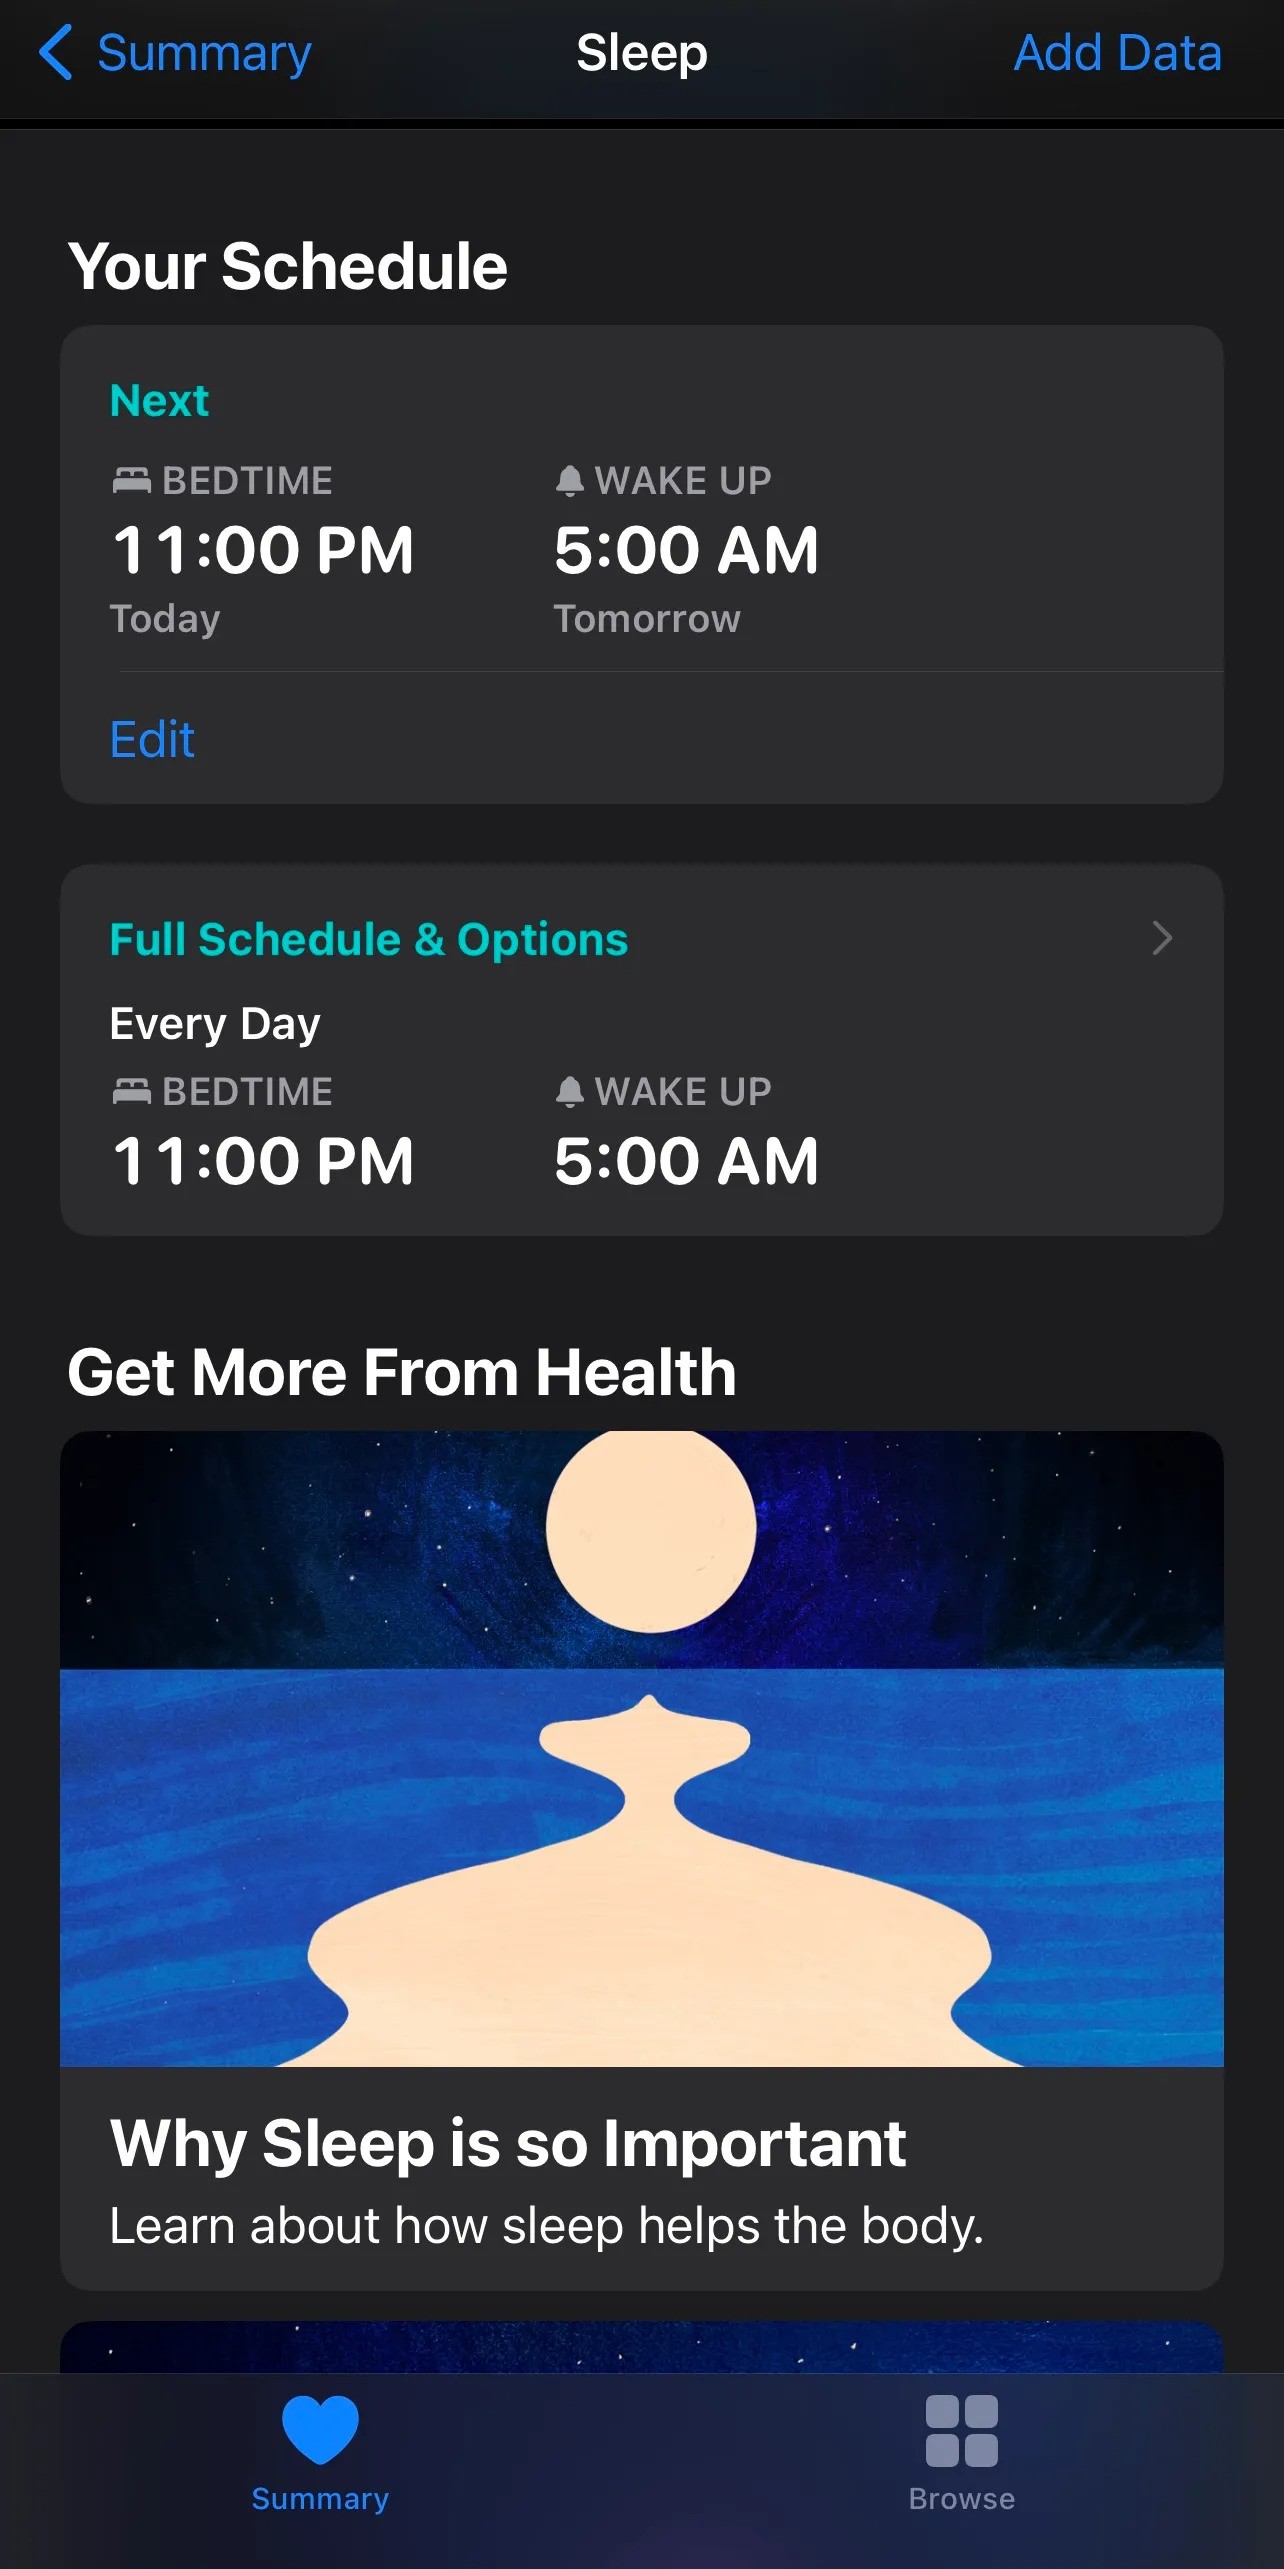 Summary Sleep Add Data
Your Schedule
Next
BEDTIME WAKE UP
11:00 PM 5:00 AM
Today Tomorrow
Edit
Full Schedule & Options
Every Day
BEDTIME WAKE UP
11:00 PM 5:00 AM
Get More From Health
Why Sleep is so Important
Learn about how sleep helps the body.
Summary Browse